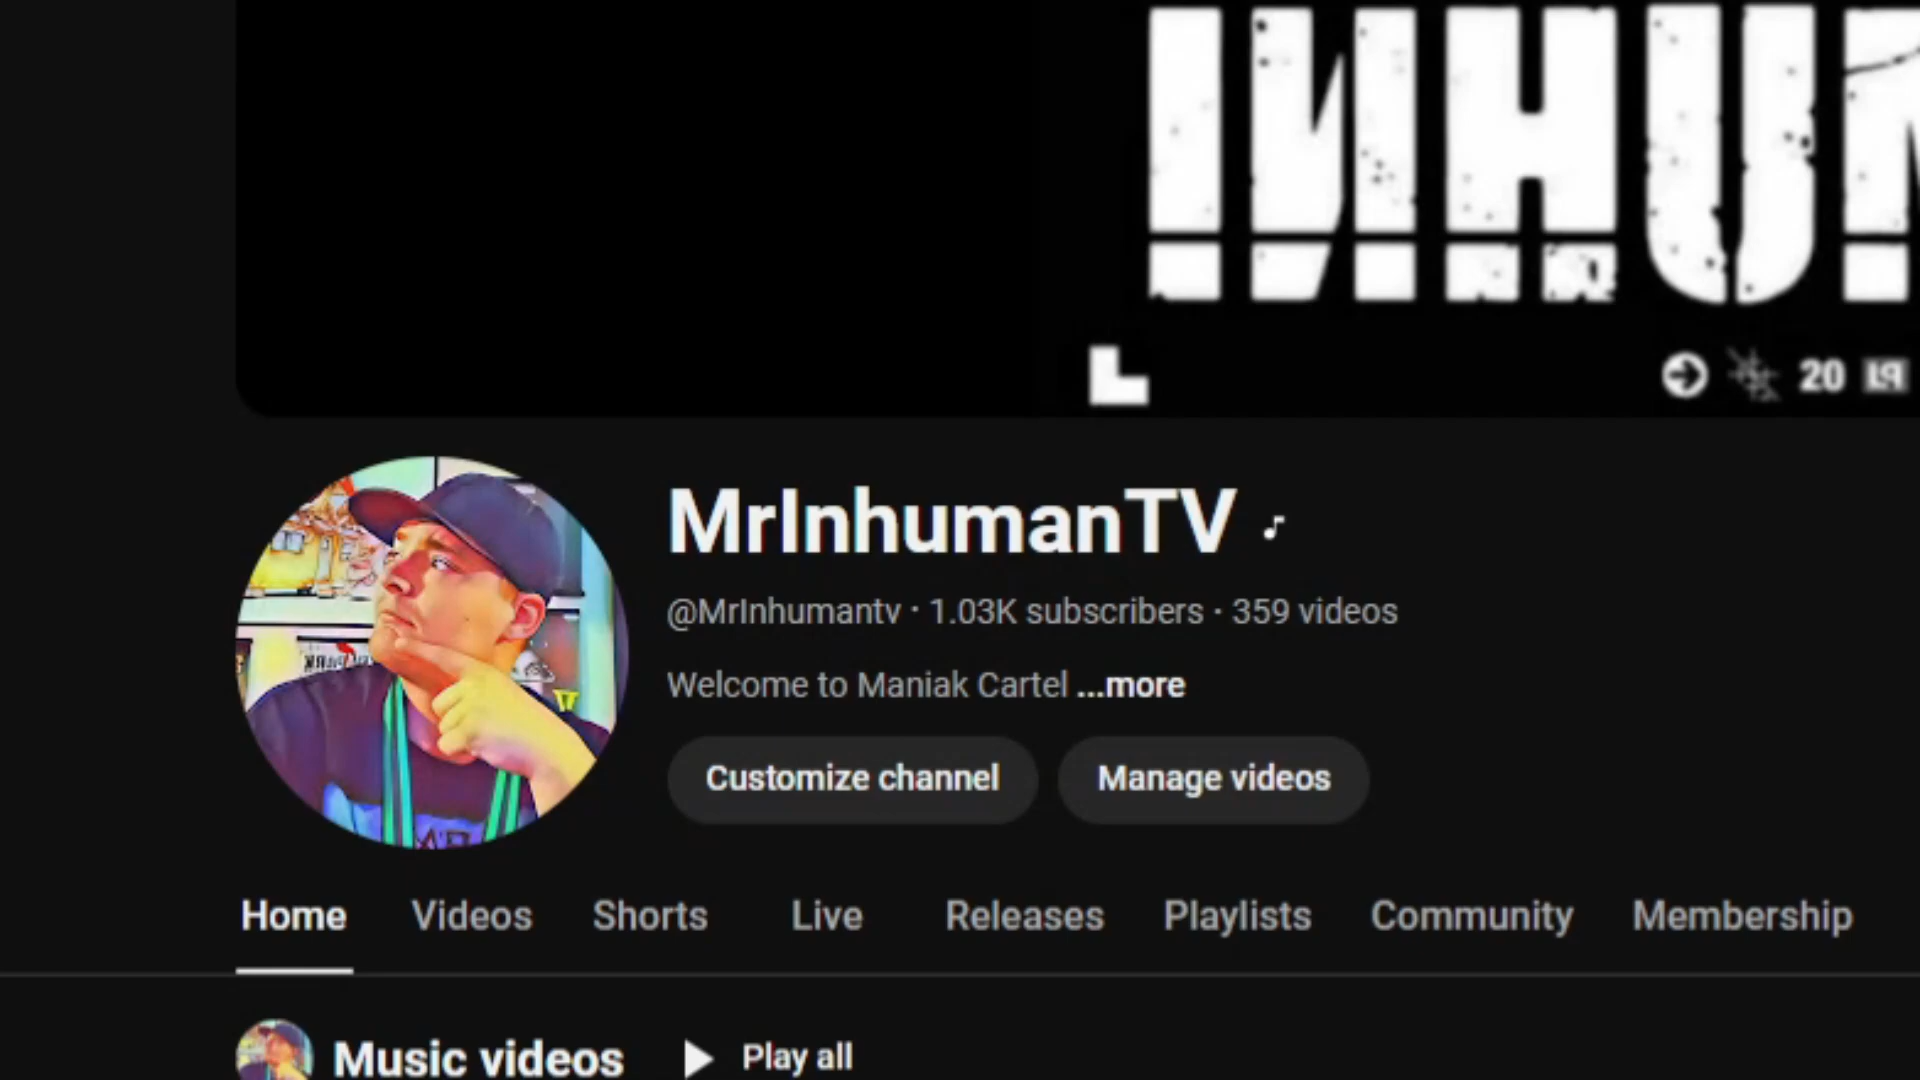 INHU
20
MrInhumanTV
@MrInhumantv · 1.03K subscribers · 359 videos
Welcome to Maniak Cartel ...more
Customize channel Manage videos
Home Videos Shorts Live Releases Playlists Community Membership
Music videos Play all